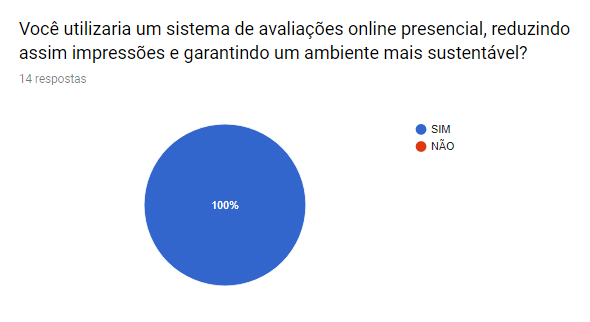 Você utilizaria um sistema de avaliações online presencial, reduzindo
assim impressões e garantindo um ambiente mais sustentável?
14 respostas
SIM
NÃO
100%